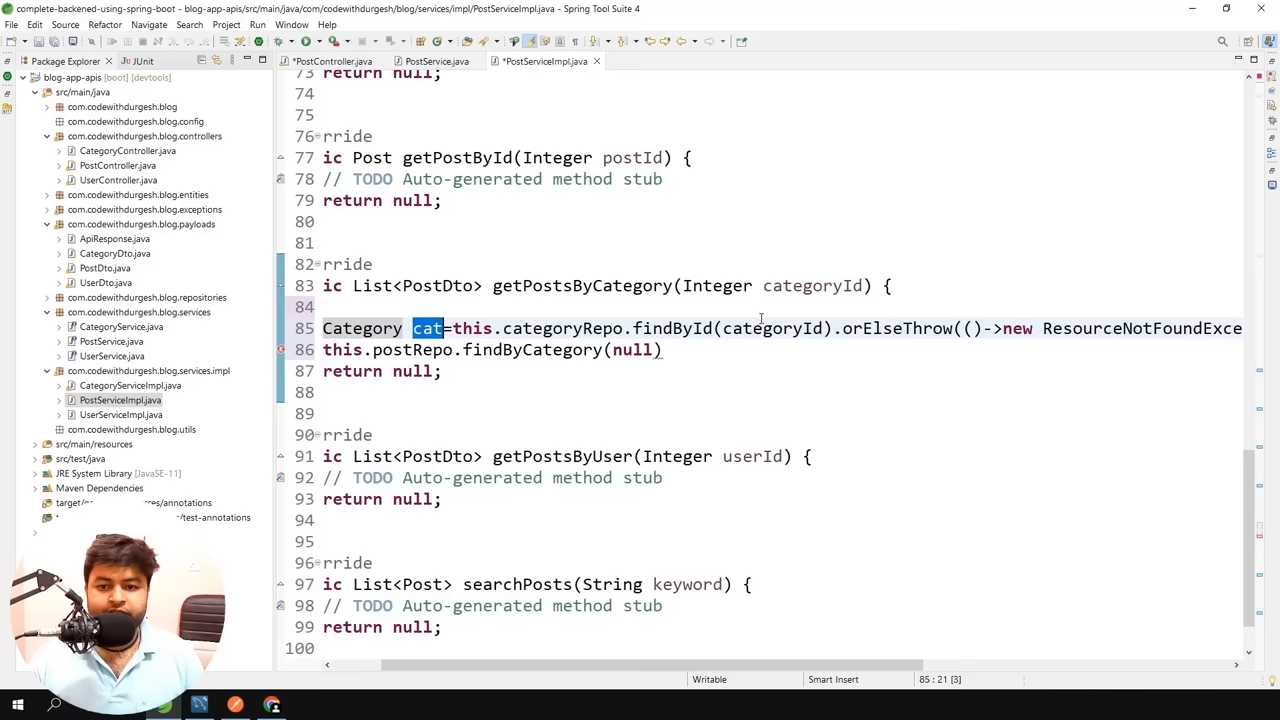 complete-backened-using-spring-boot - blog-app-apis/src/main/java/com/codewithdurgesh/blog/services/impl/PostServiceImpl.java - Spring Tool Suite 4
File Edit Source Refactor Navigate Search Project Run Window Help
Package Explorer JUnit
*PostController.java PostService.java *PostServiceImpl.java
blog-app-apis [boot] [devtools]
src/main/java
com.codewithdurgesh.blog
com.codewithdurgesh.blog.config
com.codewithdurgesh.blog.controllers
CategoryController.java
PostController.java
UserController.java
com.codewithdurgesh.blog.entities
com.codewithdurgesh.blog.exceptions
com.codewithdurgesh.blog.payloads
ApiResponse.java
CategoryDto.java
PostDto.java
UserDto.java
com.codewithdurgesh.blog.repositories
com.codewithdurgesh.blog.services
CategoryService.java
PostService.java
UserService.java
com.codewithdurgesh.blog.services.impl
CategoryServiceImpl.java
PostServiceImpl.java
UserServiceImpl.java
com.codewithdurgesh.blog.utils
src/main/resources
src/test/java
JRE System Library [JavaSE-11]
Maven Dependencies
target/ources/annotations
/test-annotations
73 return null;
74
75
76 rride
77 ic Post getPostById(Integer postId) {
78 // TODO Auto-generated method stub
79 return null;
80
81
82 rride
83 ic List<PostDto> getPostsByCategory(Integer categoryId) {
84
85 Category cat=this.categoryRepo.findById(categoryId).orElseThrow(()->new ResourceNotFoundExce
86 this.postRepo.findByCategory(null)
87 return null;
88
89
90 rride
91 ic List<PostDto> getPostsByUser(Integer userId) {
92 // TODO Auto-generated method stub
93 return null;
94
95
96 rride
97 ic List<Post> searchPosts(String keyword) {
98 // TODO Auto-generated method stub
99 return null;
100
Writable Smart Insert 85 : 21 [3]